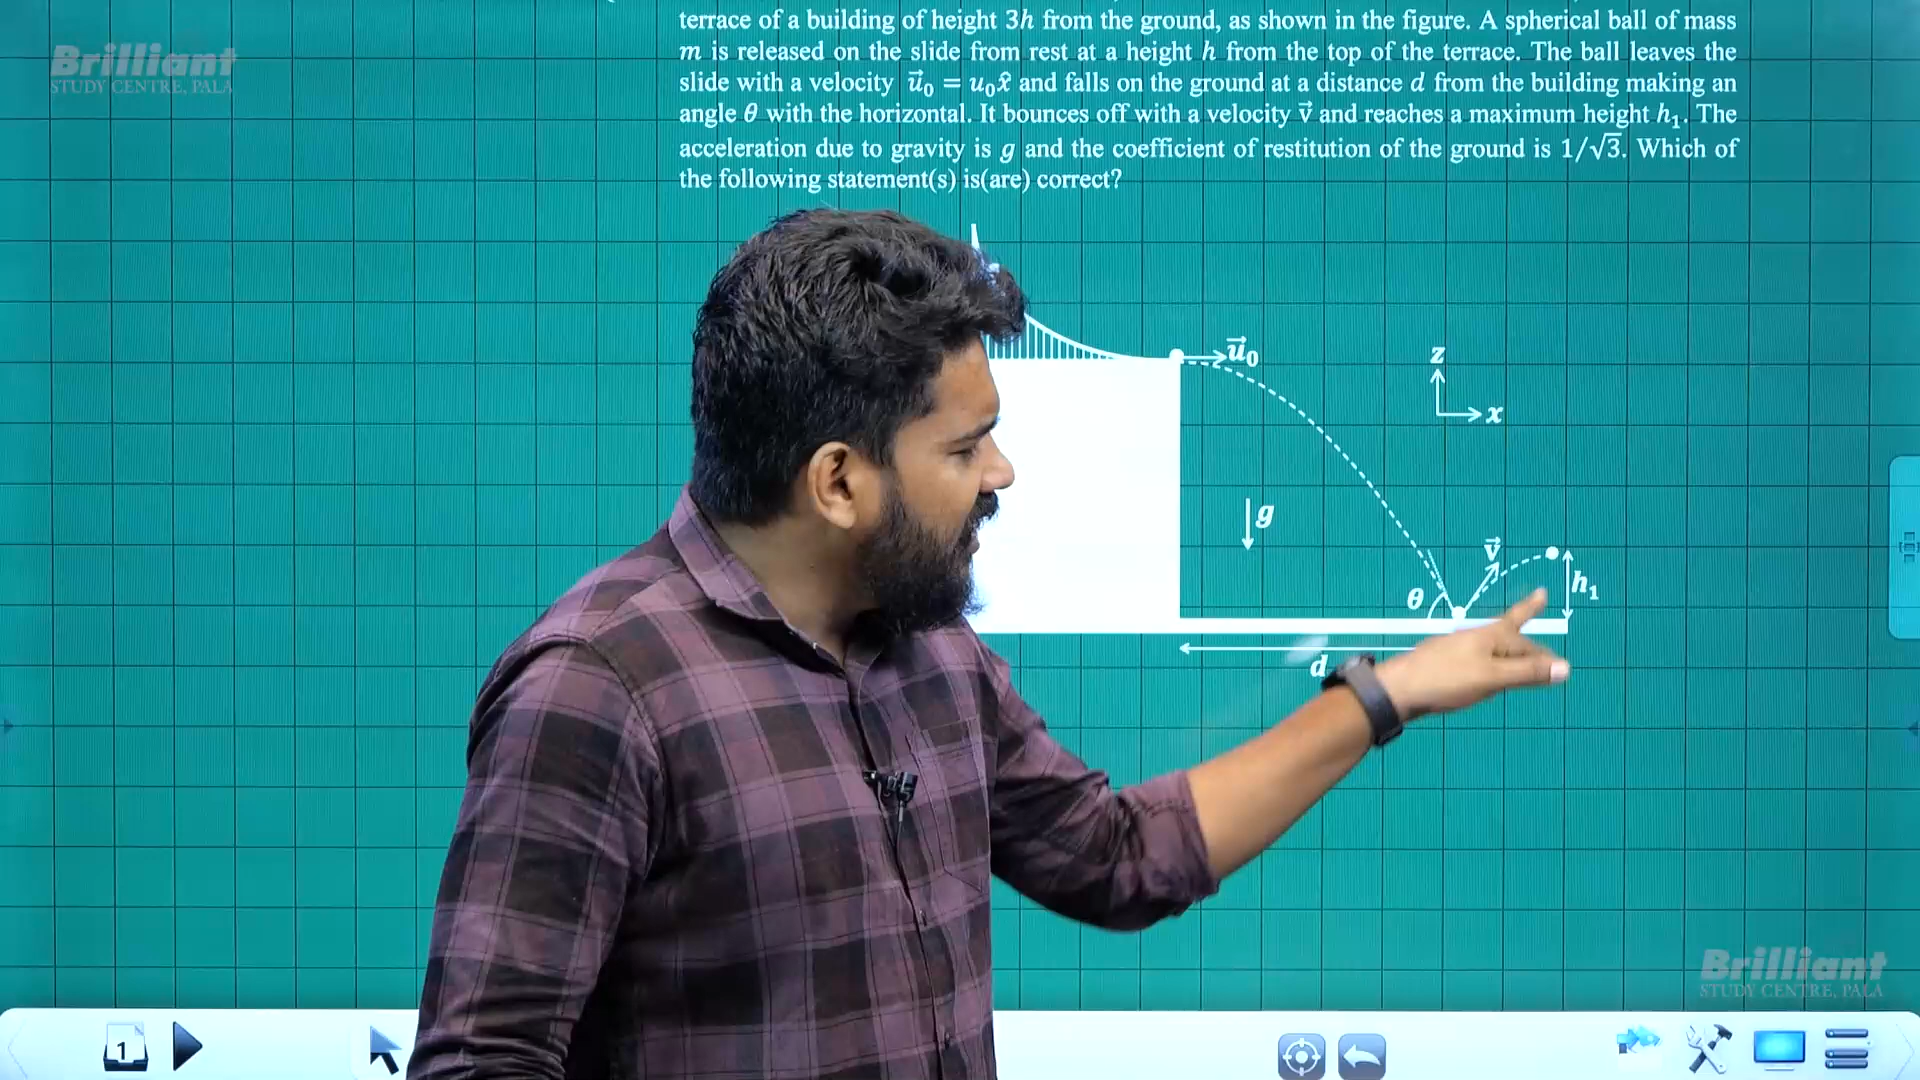 Brilliant
STUDY CENTRE, PALA
terrace of a building of height 3h from the ground, as shown in the figure. A spherical ball of mass
m is released on the slide from rest at a height h from the top of the terrace. The ball leaves the
slide with a velocity u⃗₀ = u₀x̂ and falls on the ground at a distance d from the building making an
angle θ with the horizontal. It bounces off with a velocity v⃗ and reaches a maximum height h₁. The
acceleration due to gravity is g and the coefficient of restitution of the ground is 1/√3. Which of
the following statement(s) is(are) correct?
u⃗₀
z
x
g
v⃗
θ
h₁
d
Brilliant
STUDY CENTRE, PALA
1